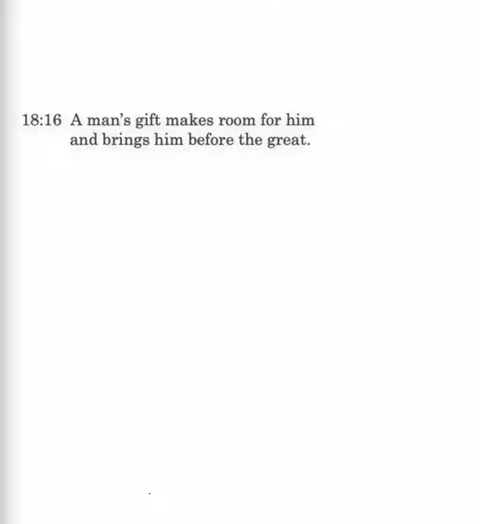 18:16 A man’s gift makes room for him
and brings him before the great.